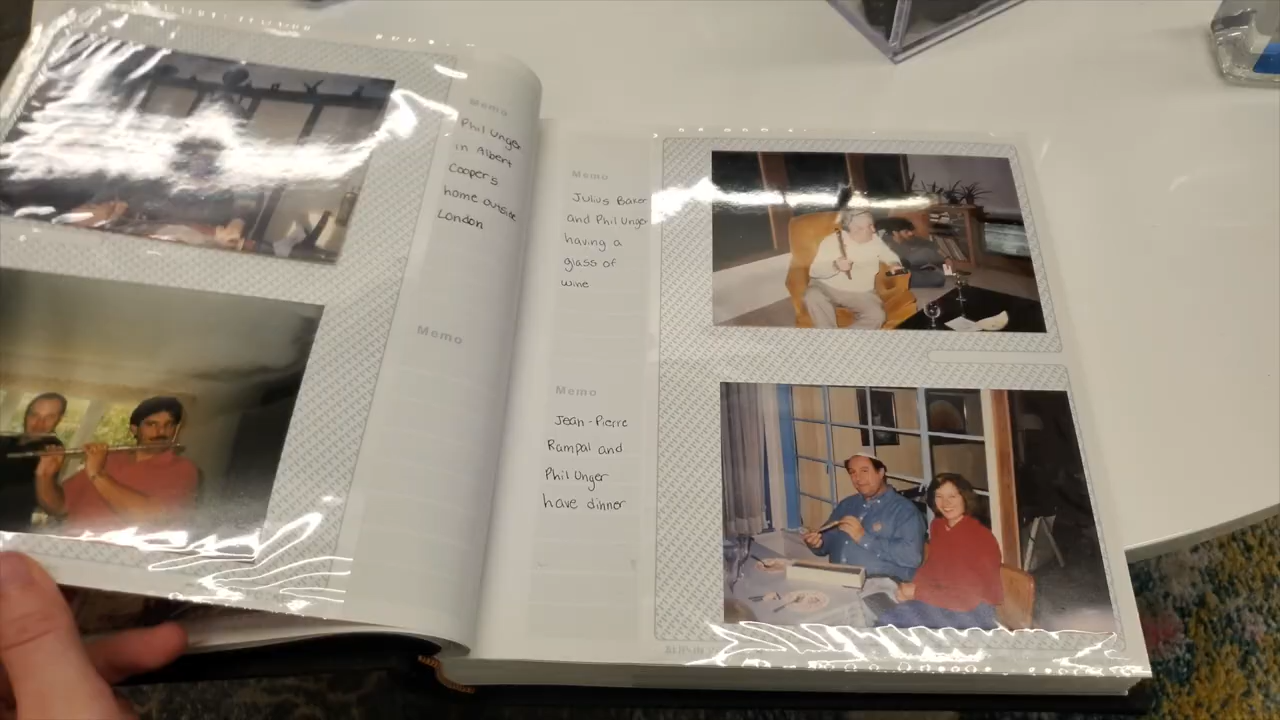 Memo
Phil Unger
in Albert
Cooper's
home outside
London
Memo
Memo
Julius Baker
and Phil Unger
having a
glass of
wine
Memo
Jean-Pierre
Rampal and
Phil Unger
have dinner